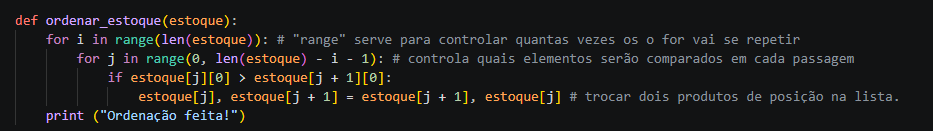 def ordenar_estoque(estoque):
    for i in range(len(estoque)): # "range" serve para controlar quantas vezes os o for vai se repetir
        for j in range(0, len(estoque) - i - 1): # controla quais elementos serão comparados em cada passagem
            if estoque[j][0] > estoque[j + 1][0]:
                estoque[j], estoque[j + 1] = estoque[j + 1], estoque[j] # trocar dois produtos de posição na lista.
    print ("Ordenação feita!")